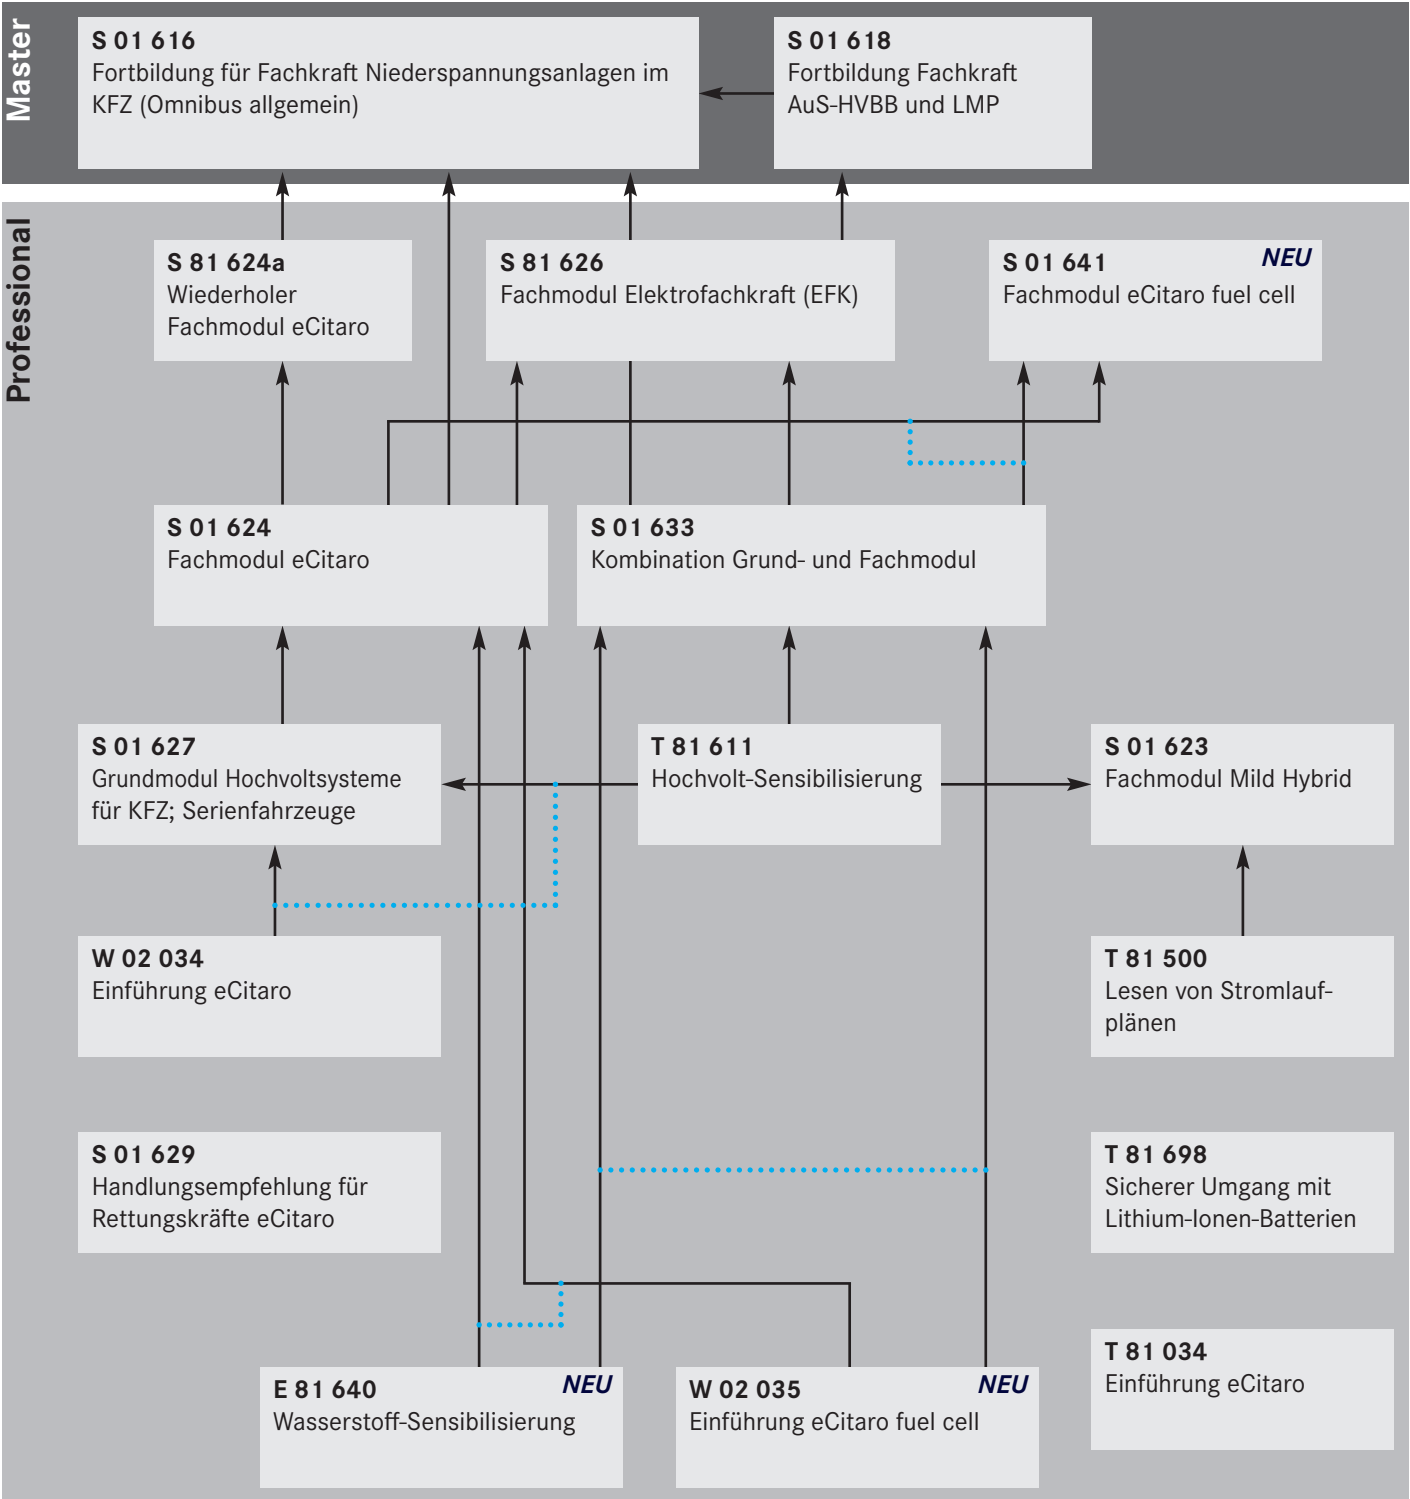 Master
S 01 616
Fortbildung für Fachkraft Niederspannungsanlagen im
KFZ (Omnibus allgemein)
S 01 618
Fortbildung Fachkraft
AuS-HVBB und LMP
Professional
S 81 624a
Wiederholer
Fachmodul eCitaro
S 81 626
Fachmodul Elektrofachkraft (EFK)
S 01 641
NEU
Fachmodul eCitaro fuel cell
S 01 624
Fachmodul eCitaro
S 01 633
Kombination Grund- und Fachmodul
S 01 627
Grundmodul Hochvoltsysteme
für KFZ; Serienfahrzeuge
T 81 611
Hochvolt-Sensibilisierung
S 01 623
Fachmodul Mild Hybrid
W 02 034
Einführung eCitaro
T 81 500
Lesen von Stromlauf-
plänen
S 01 629
Handlungsempfehlung für
Rettungskräfte eCitaro
T 81 698
Sicherer Umgang mit
Lithium-Ionen-Batterien
E 81 640
NEU
Wasserstoff-Sensibilisierung
W 02 035
NEU
Einführung eCitaro fuel cell
T 81 034
Einführung eCitaro